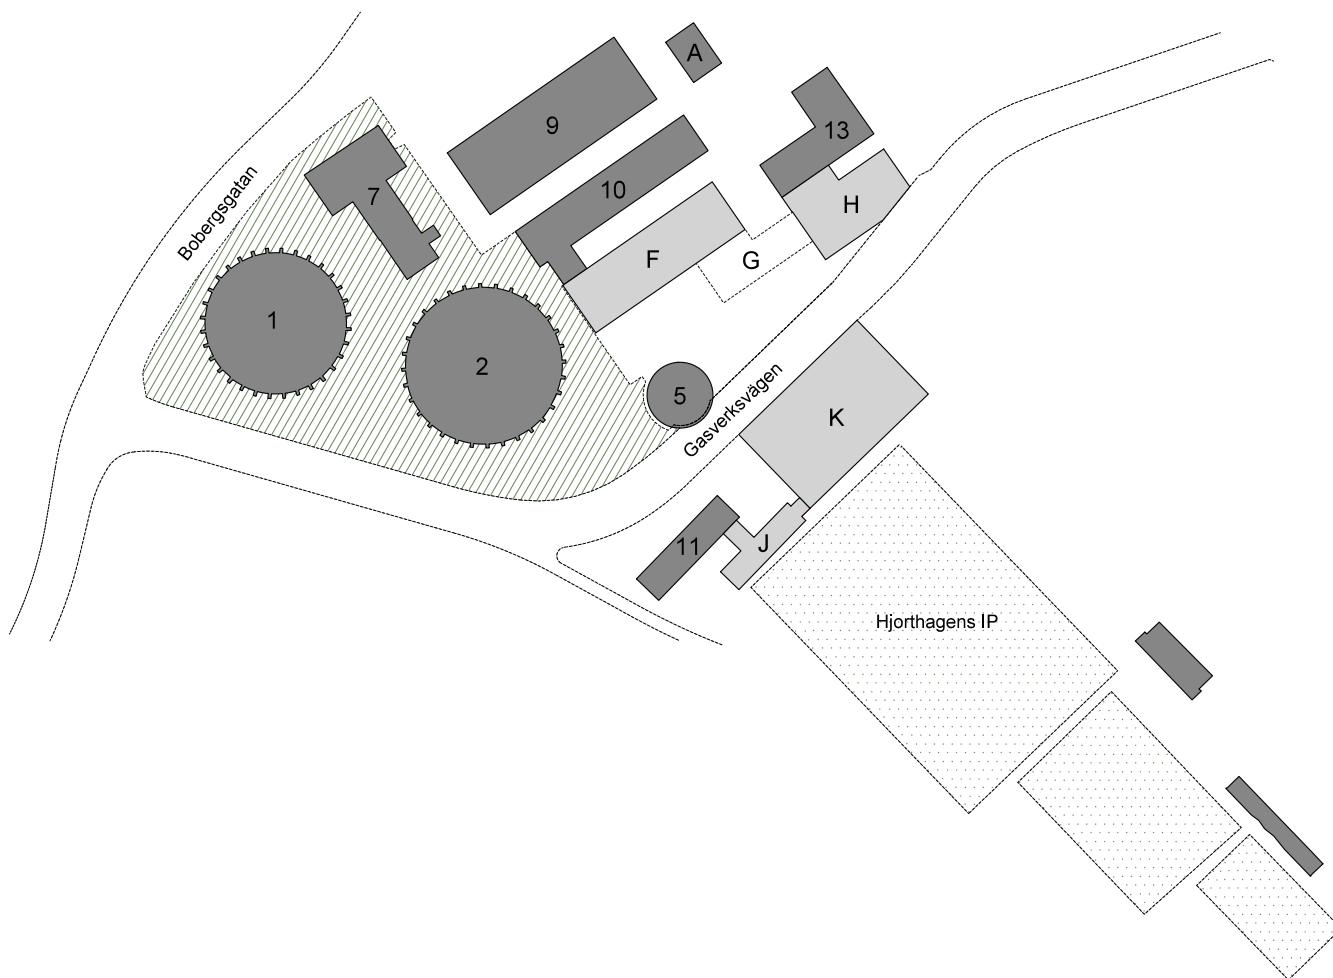 A
9
13
10
7
H
Bobergsgatan
F
G
1
2
5
Gasverksvägen
K
11
J
Hjorthagens IP